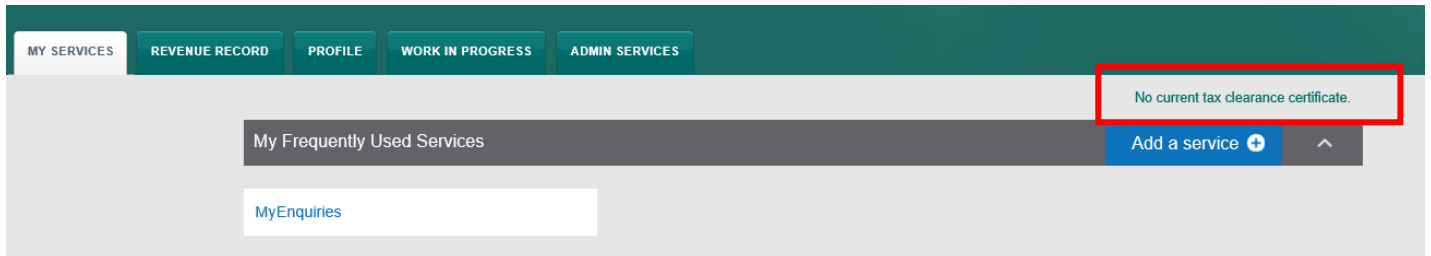 MY SERVICES REVENUE RECORD PROFILE WORK IN PROGRESS ADMIN SERVICES
No current tax clearance certificate.
My Frequently Used Services Add a service
MyEnquiries